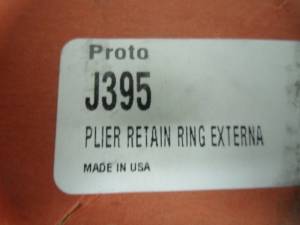 Proto
J395
PLIER RETAIN RING EXTERNA
MADE IN USA